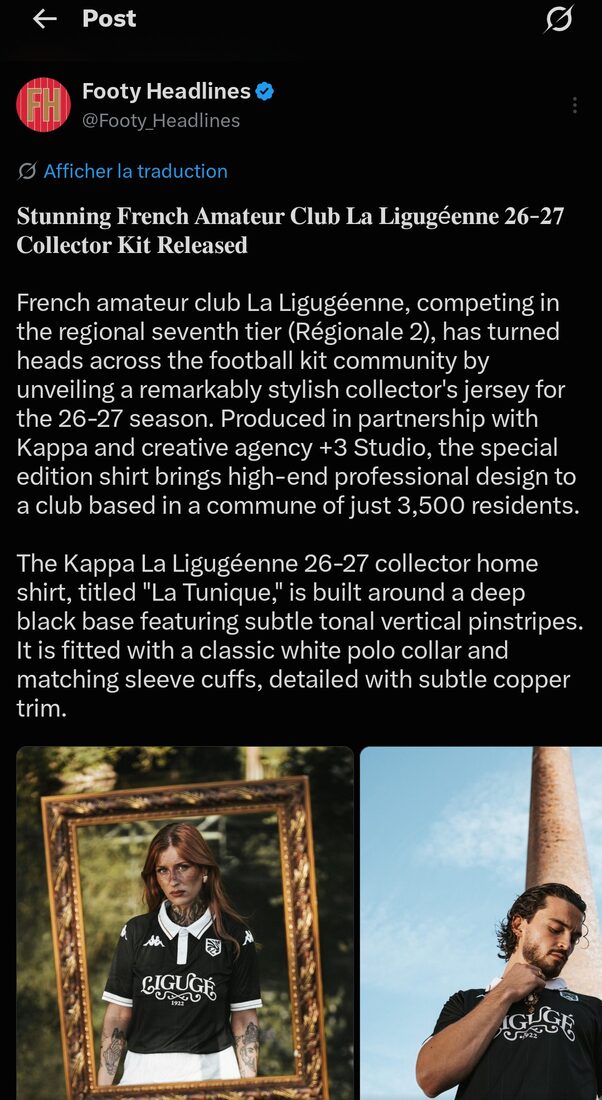 Post
Footy Headlines
@Footy_Headlines
Afficher la traduction
Stunning French Amateur Club La Ligugéenne 26-27
Collector Kit Released
French amateur club La Ligugéenne, competing in
the regional seventh tier (Régionale 2), has turned
heads across the football kit community by
unveiling a remarkably stylish collector's jersey for
the 26-27 season. Produced in partnership with
Kappa and creative agency +3 Studio, the special
edition shirt brings high-end professional design to
a club based in a commune of just 3,500 residents.
The Kappa La Ligugéenne 26-27 collector home
shirt, titled "La Tunique," is built around a deep
black base featuring subtle tonal vertical pinstripes.
It is fitted with a classic white polo collar and
matching sleeve cuffs, detailed with subtle copper
trim.
FH
LIGUGÉ
1922
LIGUGÉ
1922